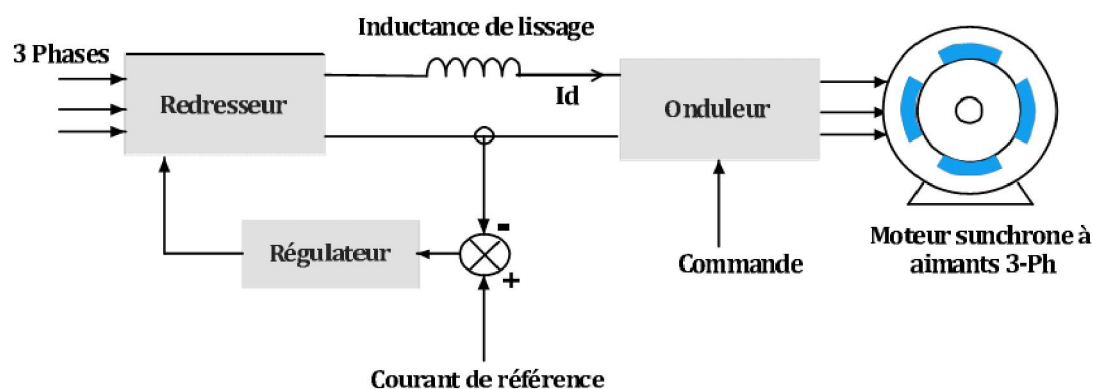 Inductance de lissage
3 Phases
Redresseur
Id
Onduleur
-
Régulateur
+
Commande
Moteur sunchrone à
aimants 3-Ph
Courant de référence